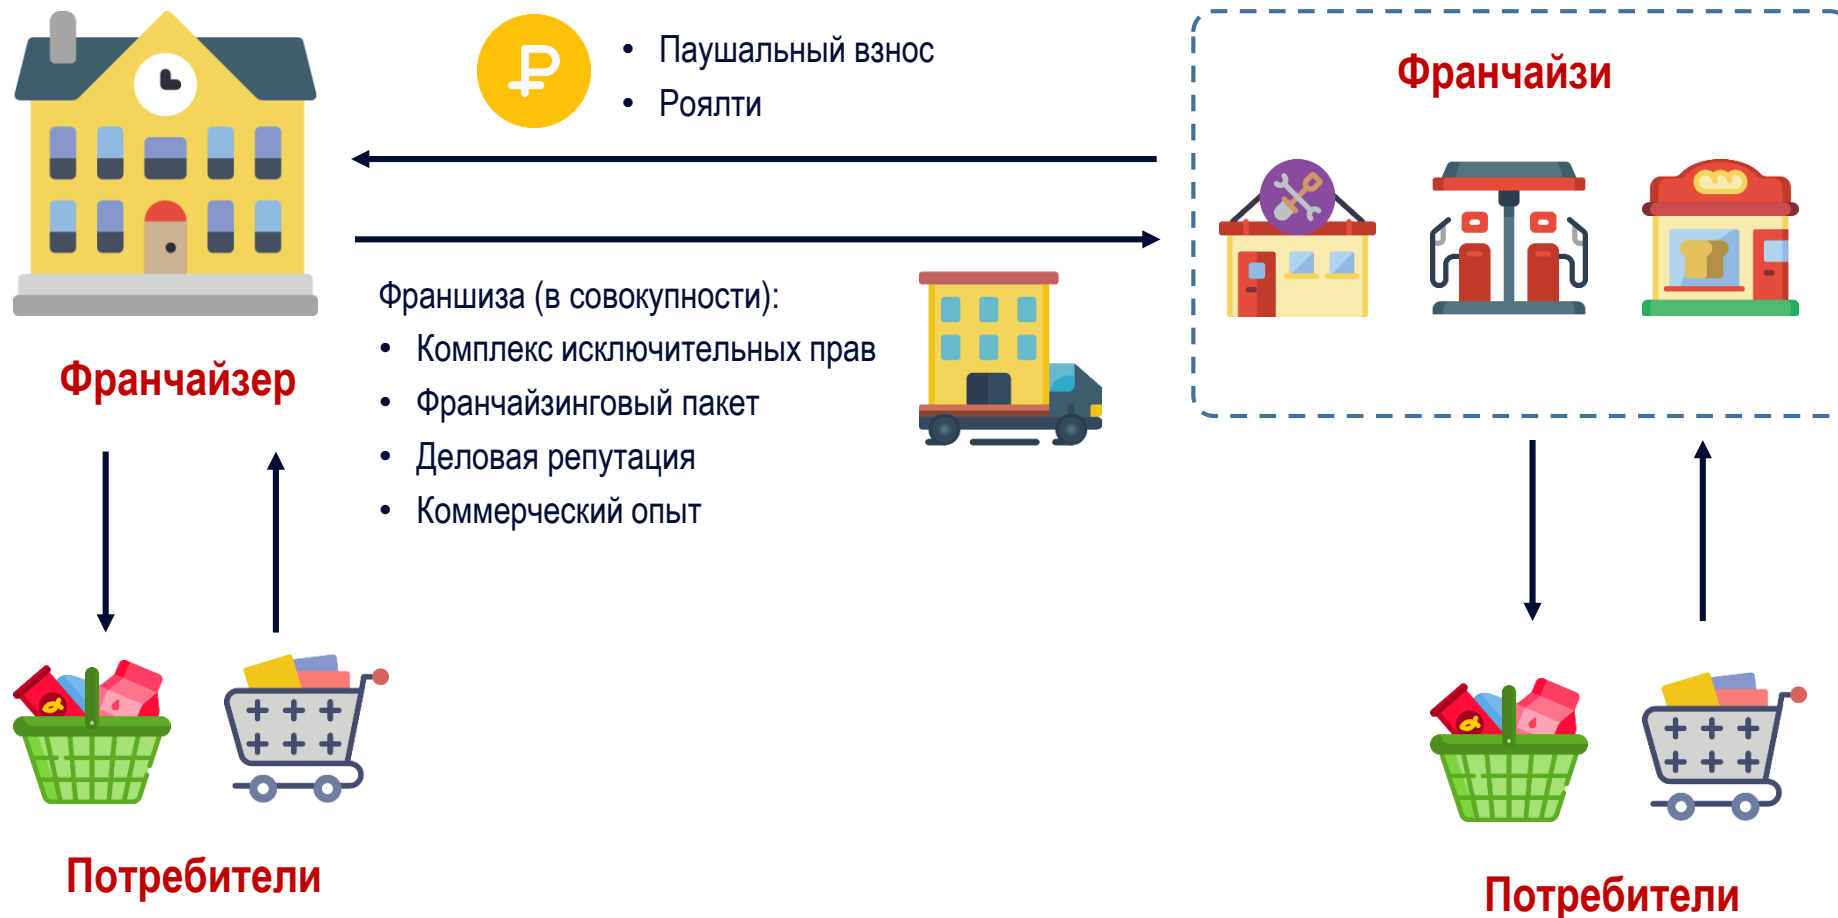 • Паушальный взнос
• Роялти
Франчайзи
Франшиза (в совокупности):
• Комплекс исключительных прав
• Франчайзинговый пакет
• Деловая репутация
• Коммерческий опыт
Франчайзер
Потребители
Потребители